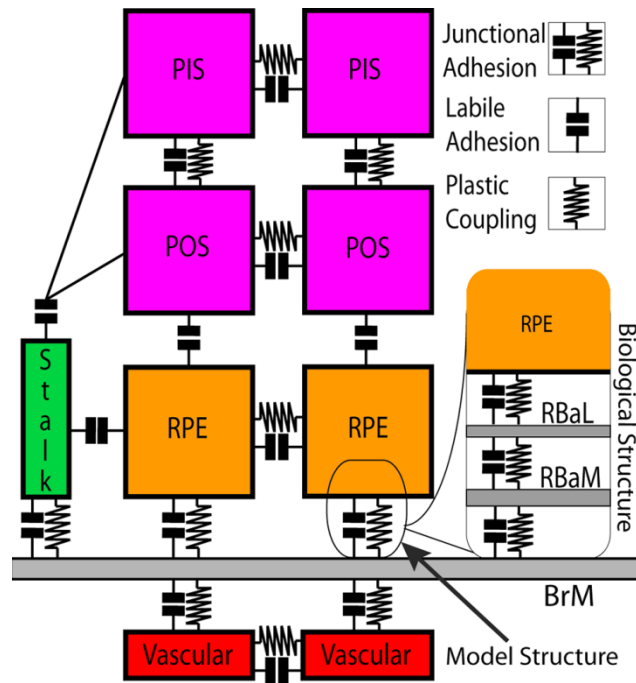 PIS
PIS
Junctional
Adhesion
Labile
Adhesion
Plastic
Coupling
POS
POS
Stalk
RPE
RPE
RPE
RBaL
RBaM
Biological Structure
BrM
Model Structure
Vascular
Vascular